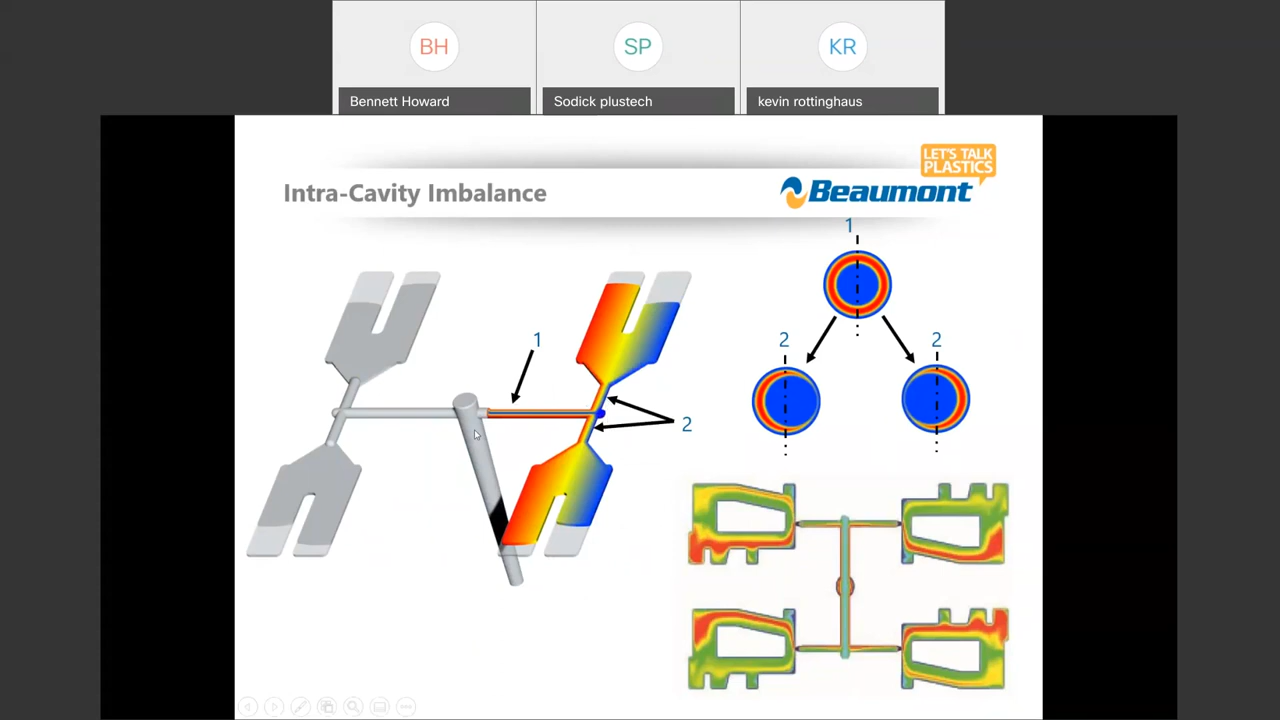 BH
SP
KR
Bennett Howard
Sodick plustech
kevin rottinghaus
LET'S TALK
PLASTICS
Intra-Cavity Imbalance
Beaumont
1
1
2
2
2